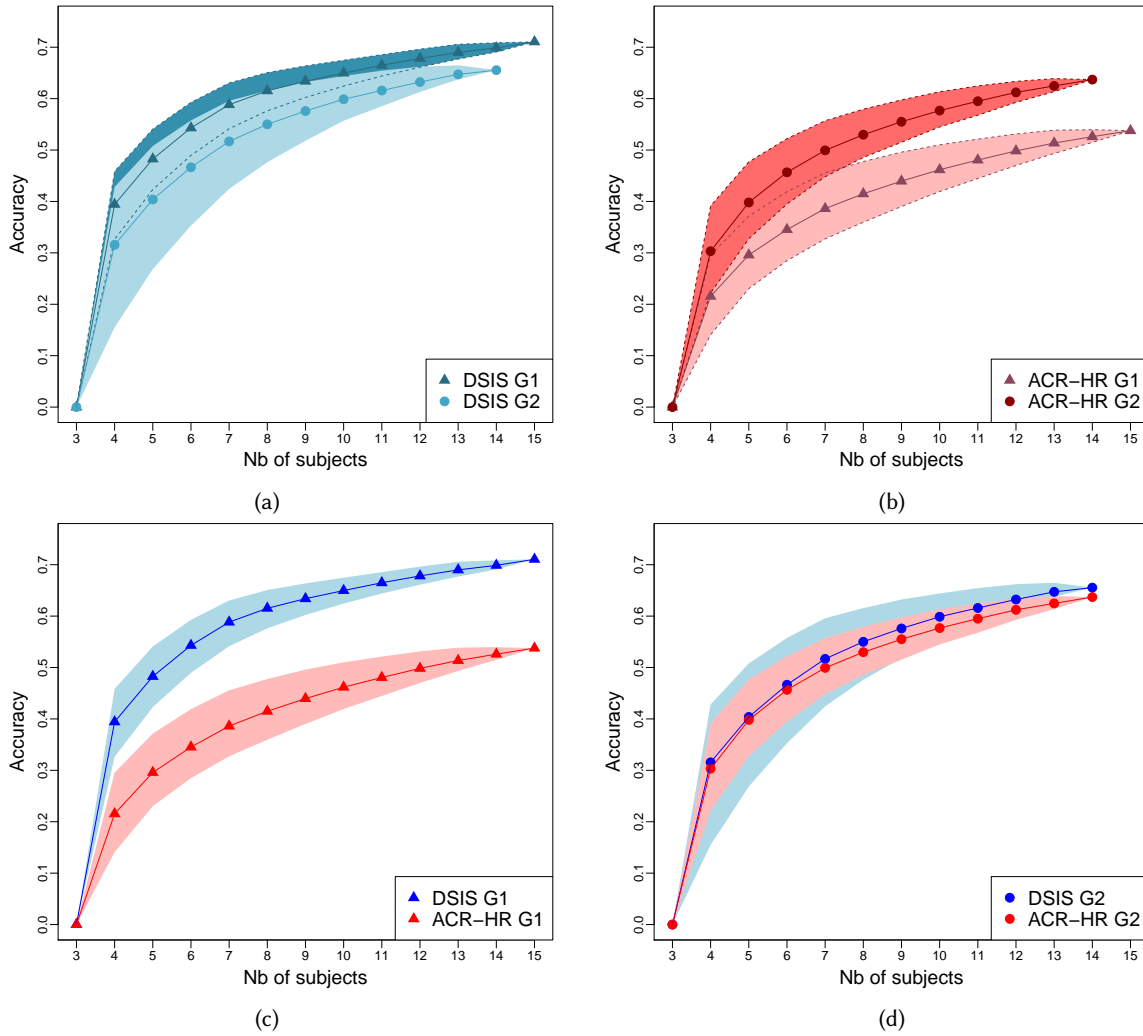 0.0 0.1 0.2 0.3 0.4 0.5 0.6 0.7
Accuracy
DSIS G1
DSIS G2
3 4 5 6 7 8 9 10 11 12 13 14 15
Nb of subjects
(a)
0.0 0.1 0.2 0.3 0.4 0.5 0.6 0.7
Accuracy
ACR−HR G1
ACR−HR G2
3 4 5 6 7 8 9 10 11 12 13 14 15
Nb of subjects
(b)
0.0 0.1 0.2 0.3 0.4 0.5 0.6 0.7
Accuracy
DSIS G1
ACR−HR G1
3 4 5 6 7 8 9 10 11 12 13 14 15
Nb of subjects
(c)
0.0 0.1 0.2 0.3 0.4 0.5 0.6 0.7
Accuracy
DSIS G2
ACR−HR G2
3 4 5 6 7 8 9 10 11 12 13 14 15
Nb of subjects
(d)